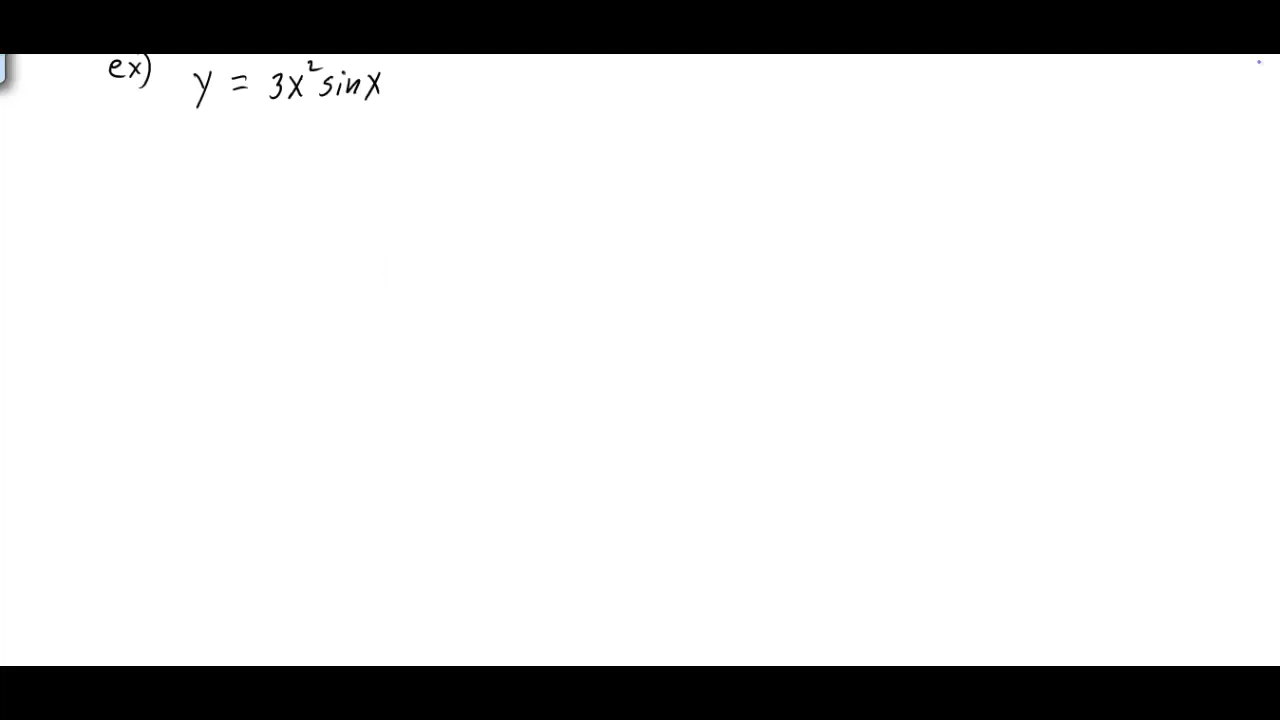 ex) y = 3x² sin x